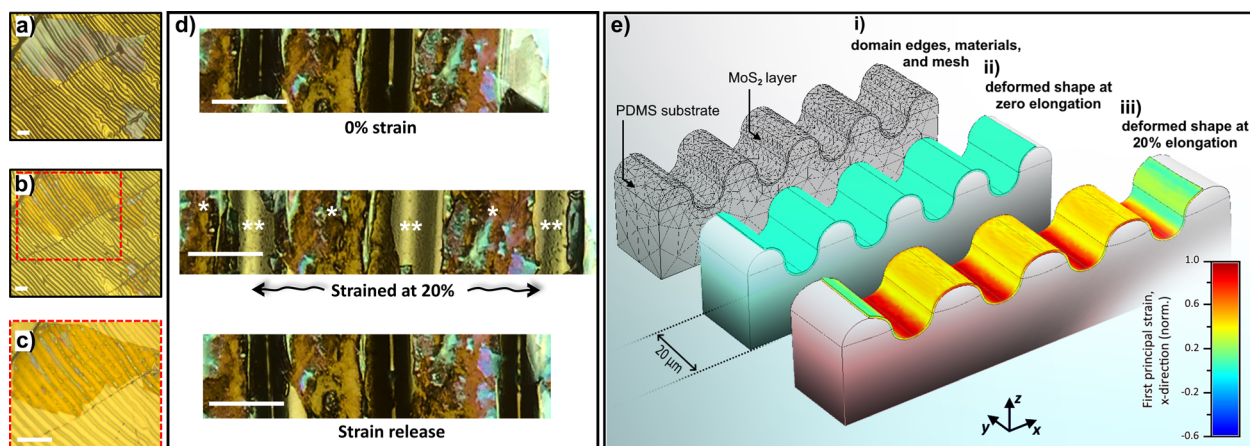 a)
b)
c)
d)
0% strain
*
**
*
**
*
**
Strained at 20%
Strain release
e)
i)
domain edges, materials,
and mesh
MoS₂ layer
PDMS substrate
ii)
deformed shape at
zero elongation
iii)
deformed shape at
20% elongation
20 µm
z
y
x
First principal strain,
x-direction (norm.)
1.0
0.6
0.2
-0.2
-0.6